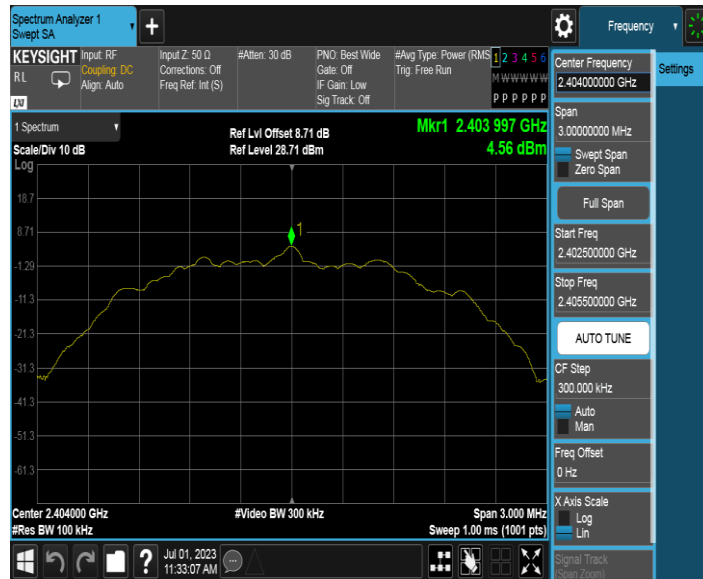 Spectrum Analyzer 1
Swept SA
+
Frequency
KEYSIGHT
RL
LXI
Input: RF
Coupling: DC
Align: Auto
Input Z: 50 Ω
Corrections: Off
Freq Ref: Int (S)
#Atten: 30 dB
PNO: Best Wide
Gate: Off
IF Gain: Low
Sig Track: Off
#Avg Type: Power (RMS
Trig: Free Run
1 2 3 4 5 6
M W W W W W
P P P P P P
1 Spectrum
Scale/Div 10 dB
Ref Lvl Offset 8.71 dB
Ref Level 28.71 dBm
Mkr1 2.403 997 GHz
4.56 dBm
Log
18.7
8.71
-1.29
-11.3
-21.3
-31.3
-41.3
-51.3
-61.3
1
Center 2.404000 GHz
#Res BW 100 kHz
#Video BW 300 kHz
Span 3.000 MHz
Sweep 1.00 ms (1001 pts)
?
Jul 01, 2023
11:33:07 AM
Center Frequency
2.404000000 GHz
Settings
Span
3.00000000 MHz
Swept Span
Zero Span
Full Span
Start Freq
2.402500000 GHz
Stop Freq
2.405500000 GHz
AUTO TUNE
CF Step
300.000 kHz
Auto
Man
Freq Offset
0 Hz
X Axis Scale
Log
Lin
Signal Track
(Span Zoom)